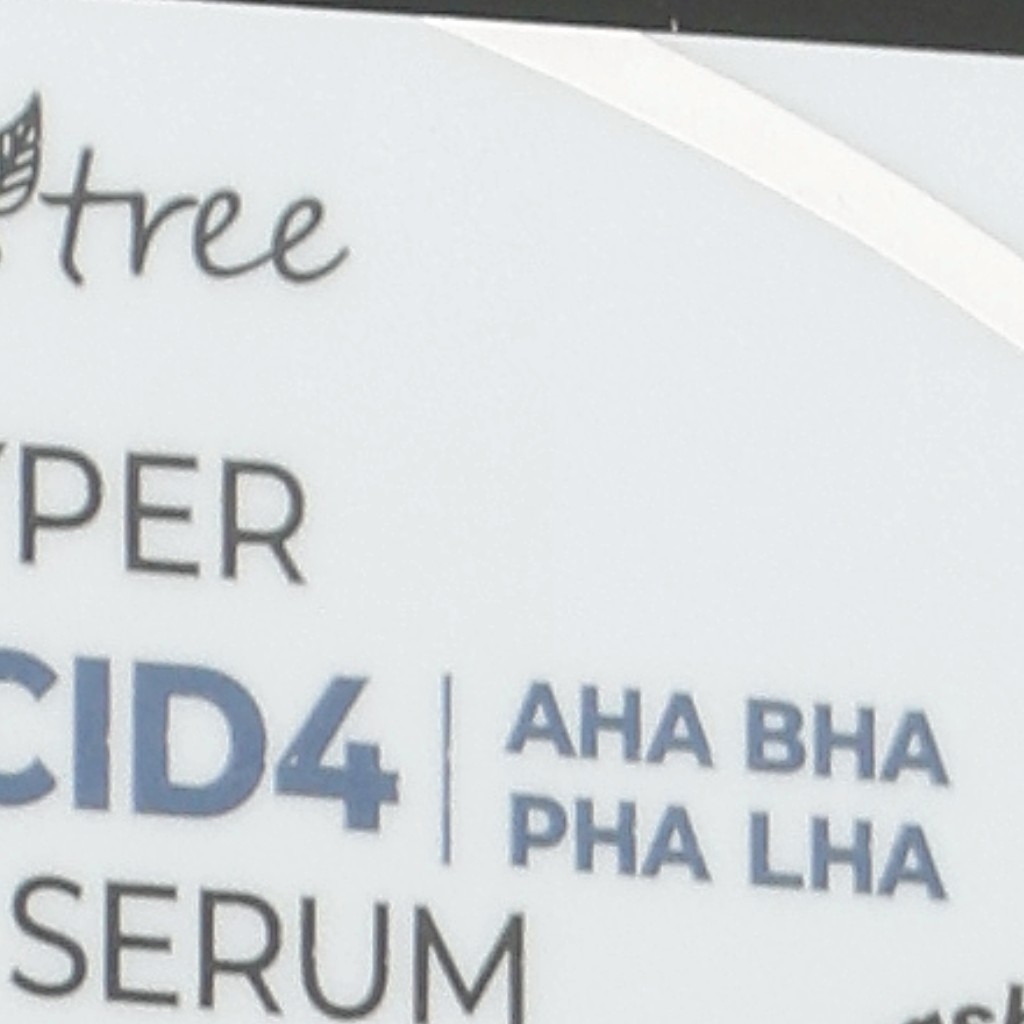 tree
YPER
CID4
AHA BHA
PHA LHA
SERUM